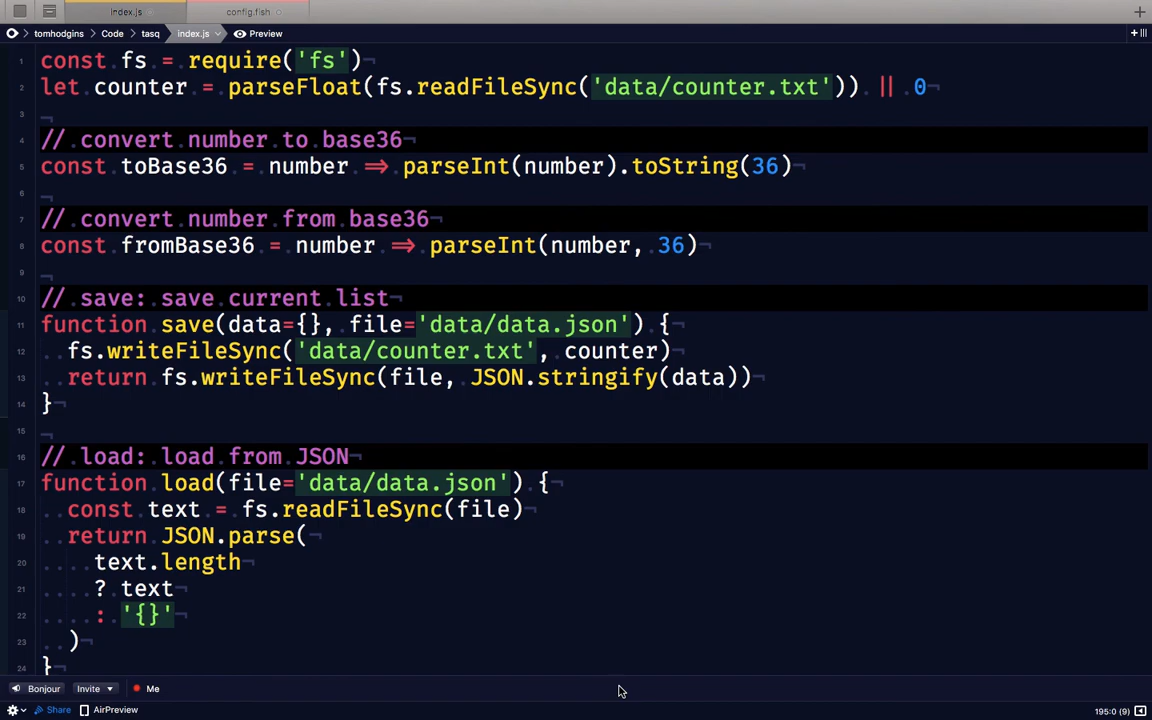 index.js
config.fish
tomhodgins Code tasq index.js Preview
1 const fs = require('fs')
2 let counter = parseFloat(fs.readFileSync('data/counter.txt')) || 0
3
4 // convert number to base36
5 const toBase36 = number => parseInt(number).toString(36)
6
7 // convert number from base36
8 const fromBase36 = number => parseInt(number, 36)
9
10 // save: save current list
11 function save(data={}, file='data/data.json') {
12 fs.writeFileSync('data/counter.txt', counter)
13 return fs.writeFileSync(file, JSON.stringify(data))
14 }
15
16 // load: load from JSON
17 function load(file='data/data.json') {
18 const text = fs.readFileSync(file)
19 return JSON.parse(
20 text.length
21 ? text
22 : '{}'
23 )
24 }
Bonjour Invite Me
Share AirPreview 195:0 (9)